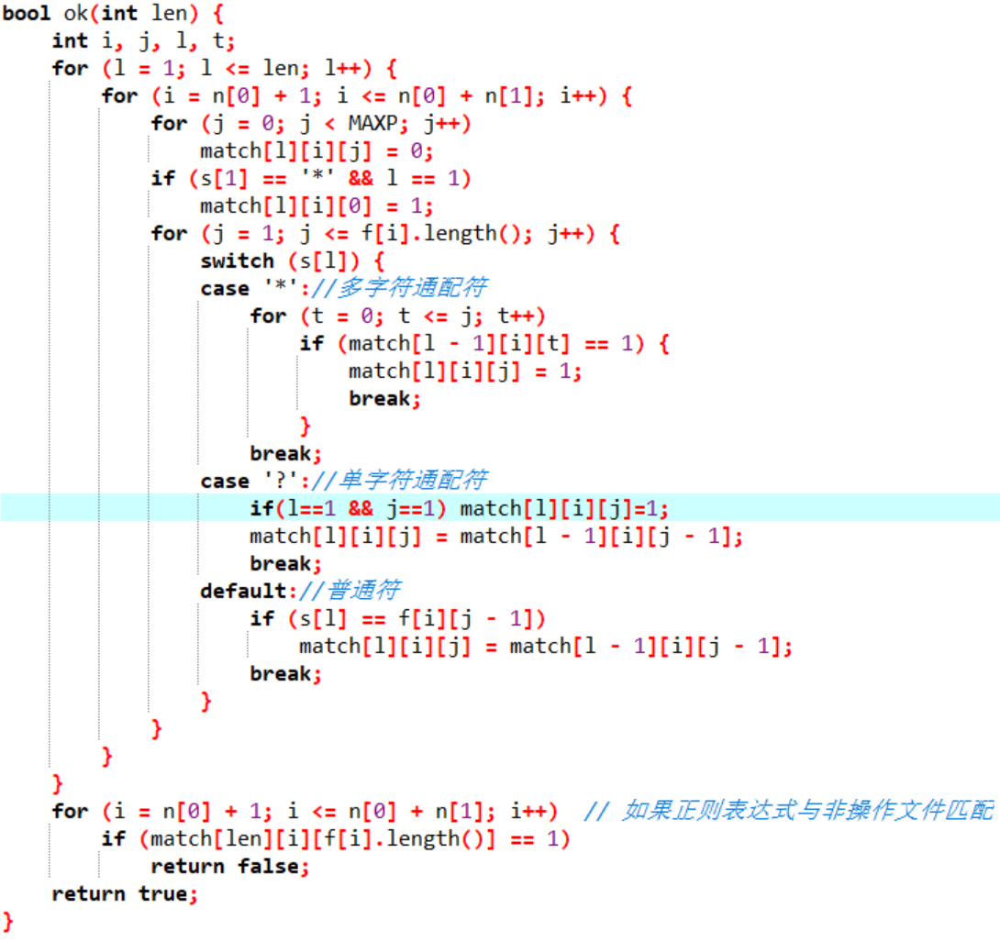 bool ok(int len) {
    int i, j, l, t;
    for (l = 1; l <= len; l++) {
        for (i = n[0] + 1; i <= n[0] + n[1]; i++) {
            for (j = 0; j < MAXP; j++)
                match[l][i][j] = 0;
            if (s[1] == '*' && l == 1)
                match[l][i][0] = 1;
            for (j = 1; j <= f[i].length(); j++) {
                switch (s[l]) {
                case '*'://多字符通配符
                    for (t = 0; t <= j; t++)
                        if (match[l - 1][i][t] == 1) {
                            match[l][i][j] = 1;
                            break;
                        }
                    break;
                case '?'://单字符通配符
                    if(l==1 && j==1) match[l][i][j]=1;
                    match[l][i][j] = match[l - 1][i][j - 1];
                    break;
                default://普通符
                    if (s[l] == f[i][j - 1])
                        match[l][i][j] = match[l - 1][i][j - 1];
                    break;
                }
            }
        }
    }
    for (i = n[0] + 1; i <= n[0] + n[1]; i++)  // 如果正则表达式与非操作文件匹配
        if (match[len][i][f[i].length()] == 1)
            return false;
    return true;
}